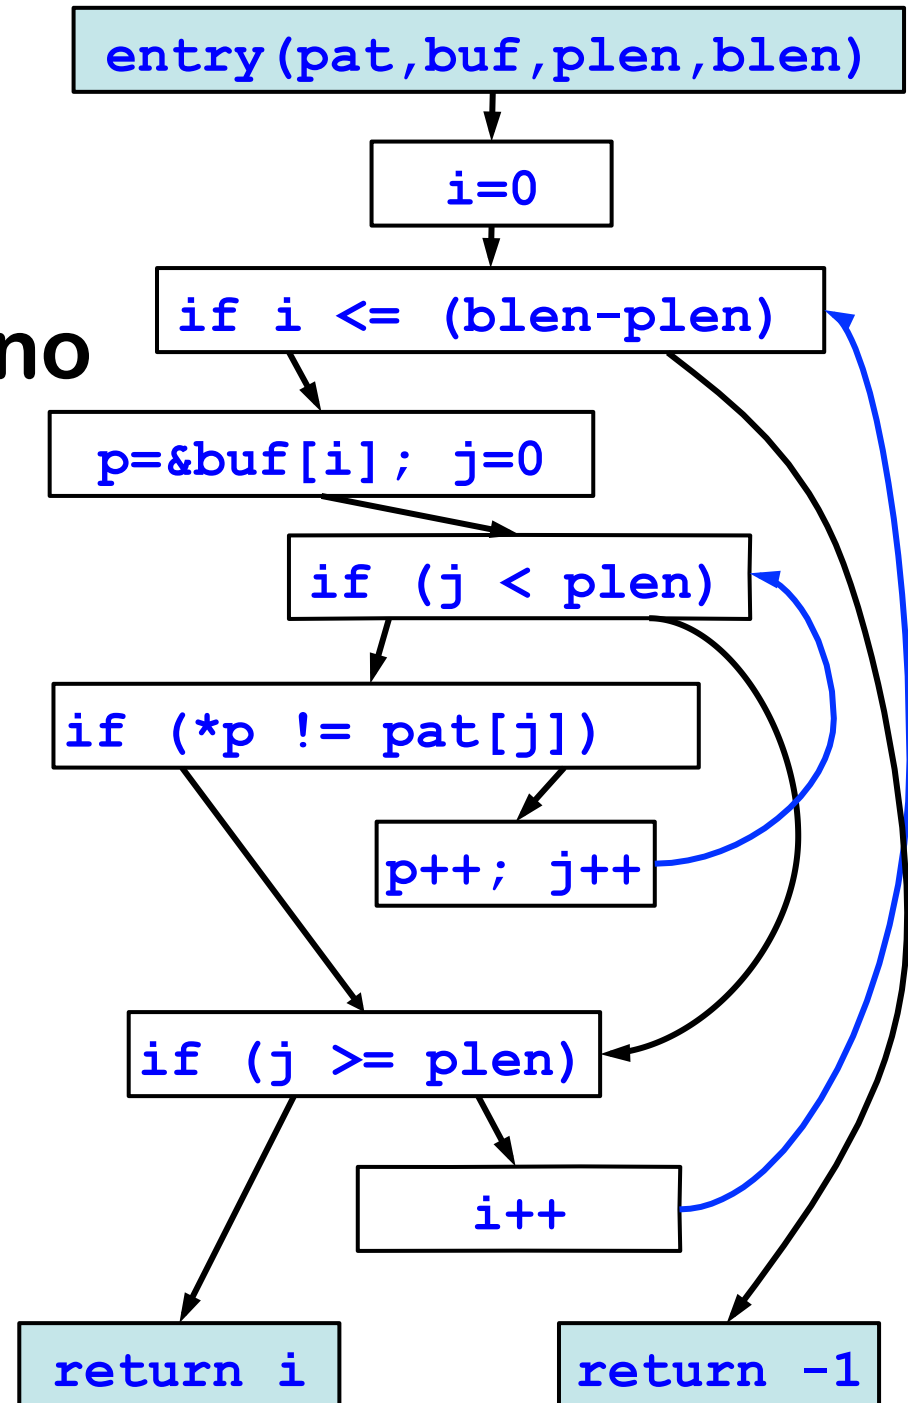 entry(pat,buf,plen,blen)
i=0
if i <= (blen-plen)
no
p=&buf[i]; j=0
if (j < plen)
if (*p != pat[j])
p++; j++
if (j >= plen)
i++
return i
return -1